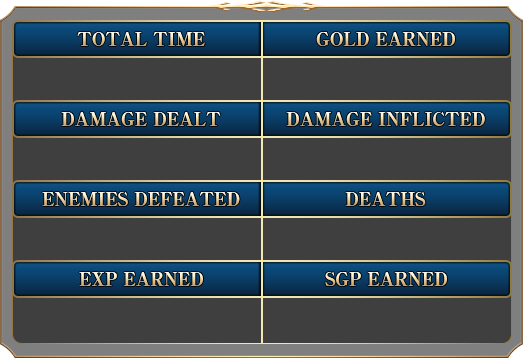 TOTAL TIME
GOLD EARNED
DAMAGE DEALT
DAMAGE INFLICTED
ENEMIES DEFEATED
DEATHS
EXP EARNED
SGP EARNED